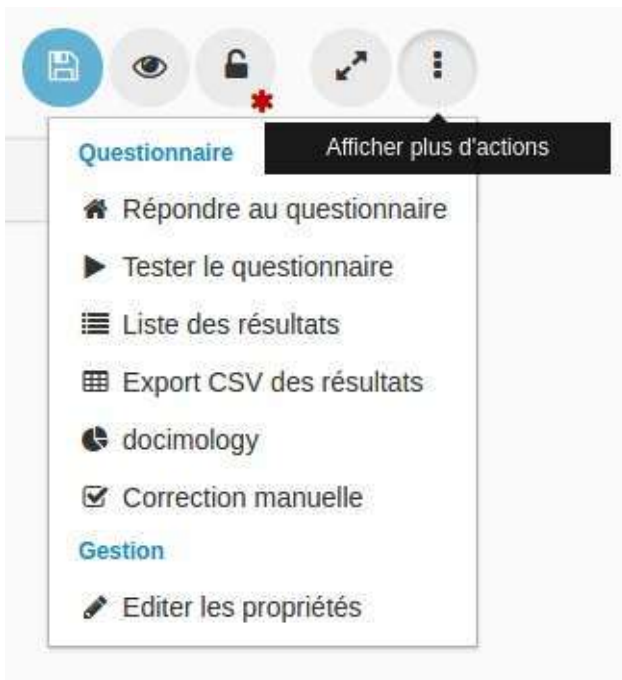 Questionnaire
Afficher plus d'actions
Répondre au questionnaire
Tester le questionnaire
Liste des résultats
Export CSV des résultats
docimology
Correction manuelle
Gestion
Editer les propriétés